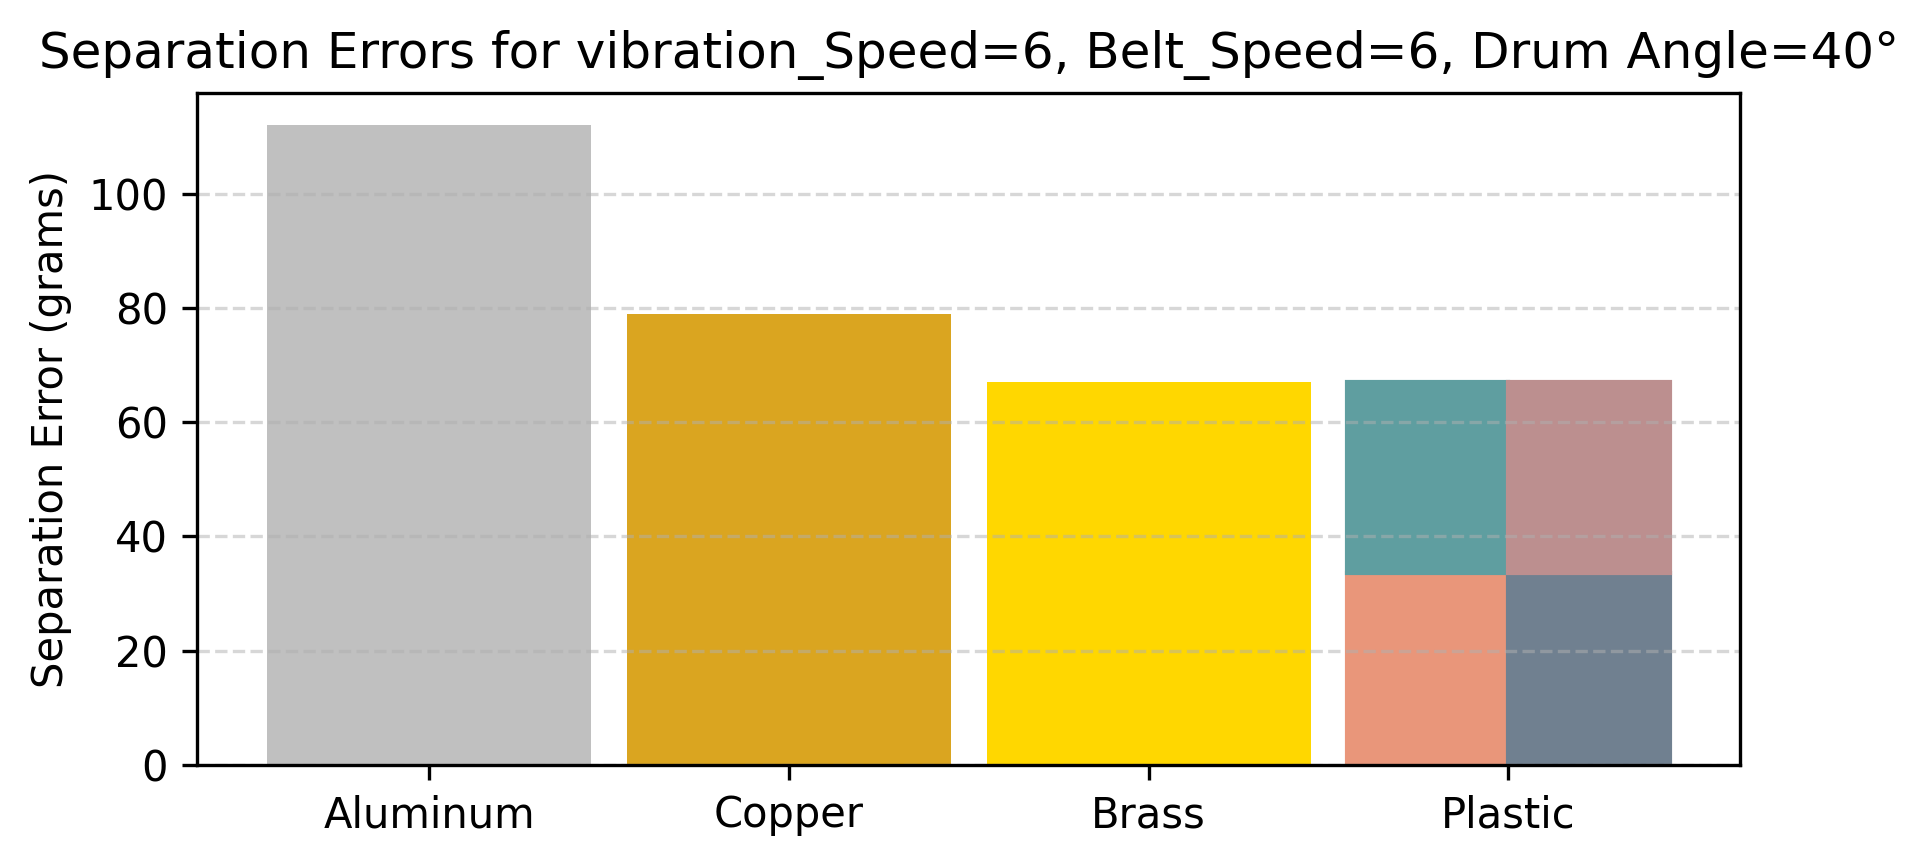 Separation Errors for vibration_Speed=6, Belt_Speed=6, Drum Angle=40°
Separation Error (grams)
100
80
60
40
20
0
Aluminum
Copper
Brass
Plastic